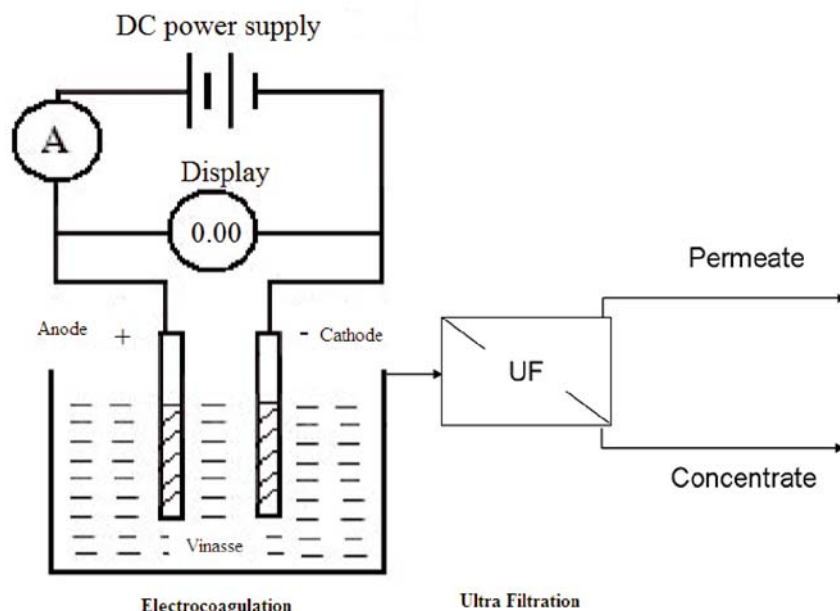 DC power supply
A
Display
0.00
Anode
+
-
Cathode
Vinasse
UF
Permeate
Concentrate
Electrocoagulation
Ultra Filtration